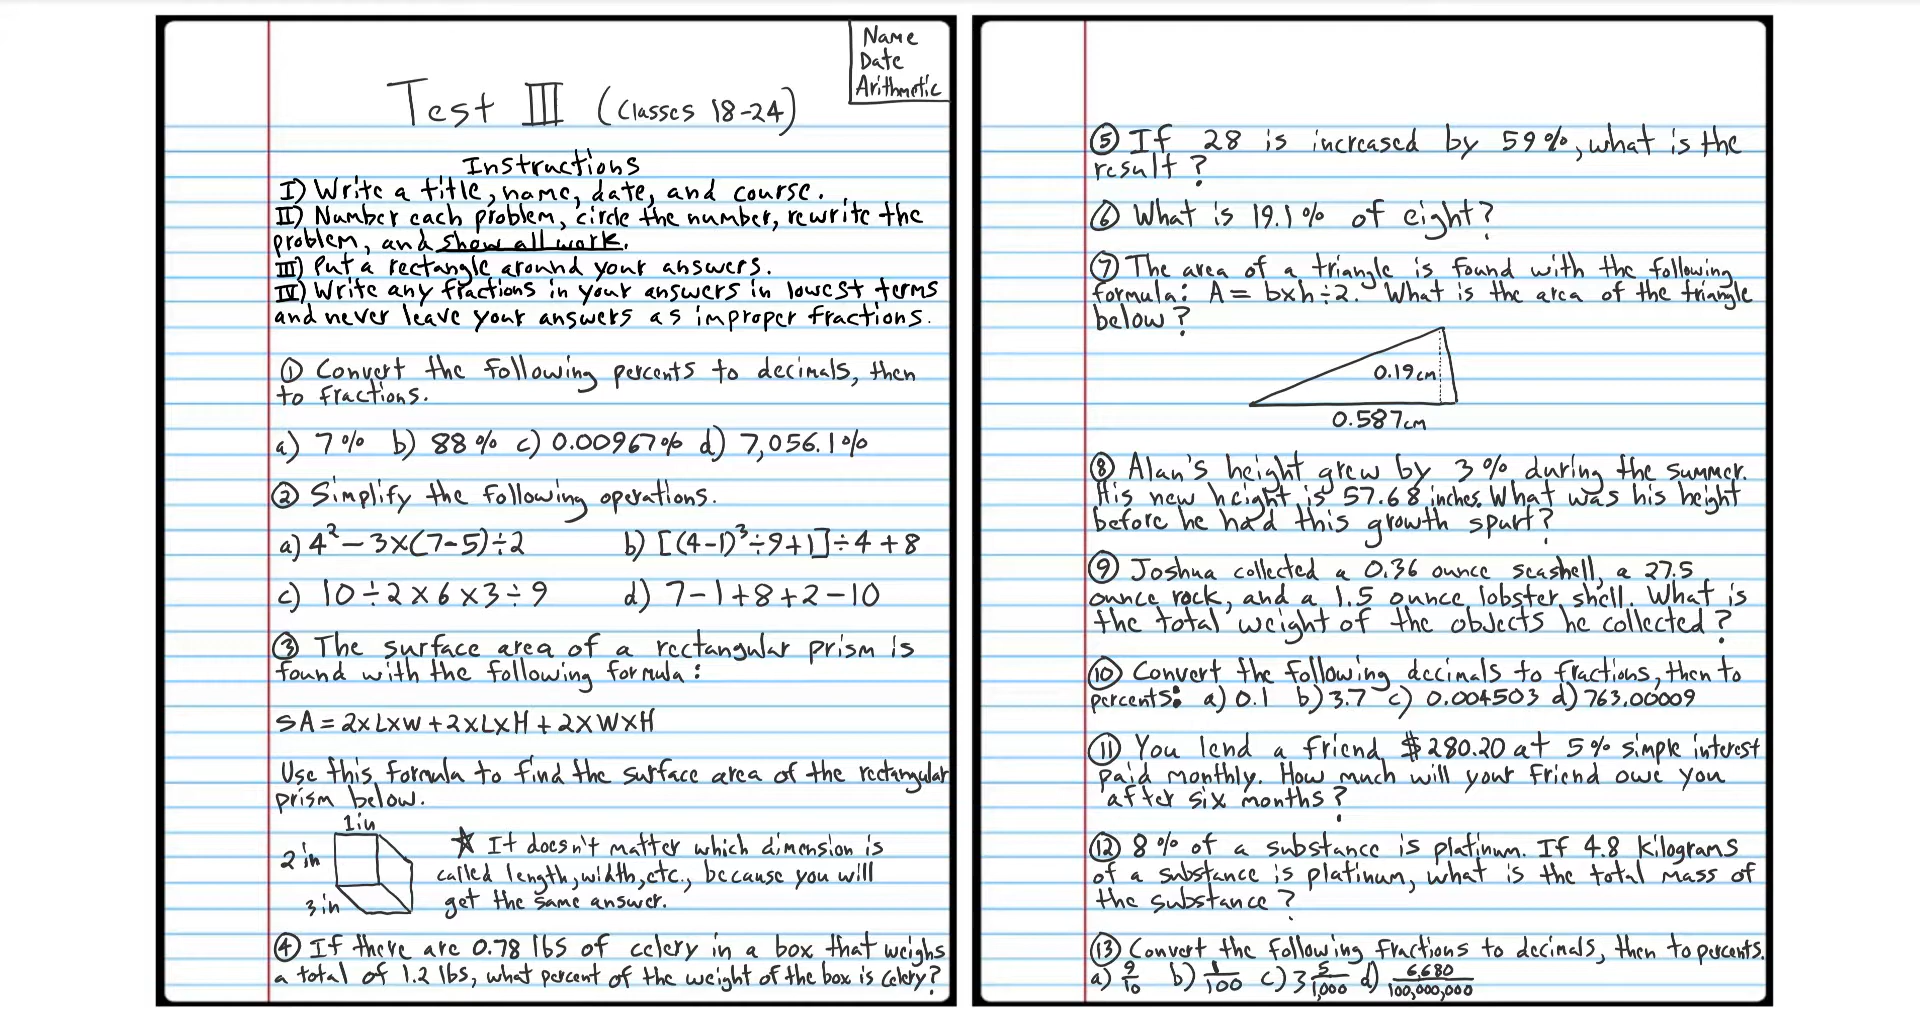 Name
Date
Arithmetic
Test III (Classes 18-24)
Instructions
I) Write a title, name, date, and course.
II) Number each problem, circle the number, rewrite the
problem, and show all work.
III) Put a rectangle around your answers.
IV) Write any fractions in your answers in lowest terms
and never leave your answers as improper fractions.
① Convert the following percents to decimals, then
to fractions.
a) 7% b) 88% c) 0.00967% d) 7,056.1%
② Simplify the following operations.
a) 4²-3×(7-5)÷2 b) [(4-1)³÷9+1]÷4+8
c) 10÷2×6×3÷9 d) 7-1+8+2-10
③ The surface area of a rectangular prism is
found with the following formula:
SA = 2×L×W + 2×L×H + 2×W×H
Use this formula to find the surface area of the rectangular
prism below.
1in
2 in
3 in
★ It doesn't matter which dimension is
called length, width, etc., because you will
get the same answer.
④ If there are 0.78 lbs of celery in a box that weighs
a total of 1.2 lbs, what percent of the weight of the box is celery?
⑤ If 28 is increased by 59%, what is the
result?
⑥ What is 19.1% of eight?
⑦ The area of a triangle is found with the following
formula: A = b×h÷2. What is the area of the triangle
below?
0.19cm
0.587cm
⑧ Alan's height grew by 3% during the summer.
His new height is 57.68 inches. What was his height
before he had this growth spurt?
⑨ Joshua collected a 0.36 ounce seashell, a 27.5
ounce rock, and a 1.5 ounce lobster shell. What is
the total weight of the objects he collected?
⑩ Convert the following decimals to fractions, then to
percents: a) 0.1 b) 3.7 c) 0.004503 d) 763.00009
⑪ You lend a friend $280.20 at 5% simple interest
paid monthly. How much will your friend owe you
after six months?
⑫ 8% of a substance is platinum. If 4.8 kilograms
of a substance is platinum, what is the total mass of
the substance?
⑬ Convert the following fractions to decimals, then to percents.
a) 9/10 b) 1/100 c) 3 5/1,000 d) 6,680/100,000,000